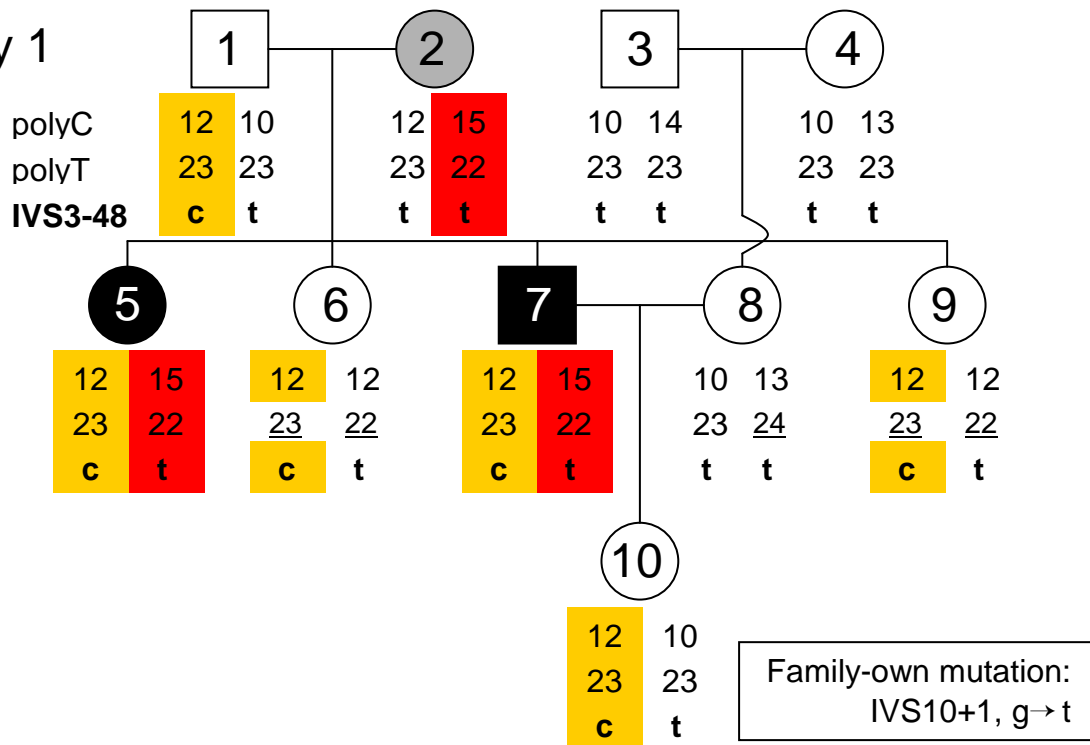 y 1
1 2 3 4
polyC 12 10 12 15 10 14 10 13
polyT 23 23 23 22 23 23 23 23
IVS3-48 c t t t t t t t
5 6 7 8 9
12 15 12 12 12 15 10 13 12 12
23 22 23 22 23 22 23 24 23 22
c t c t c t t t c t
10
12 10
23 23
c t
Family-own mutation:
IVS10+1, g→t